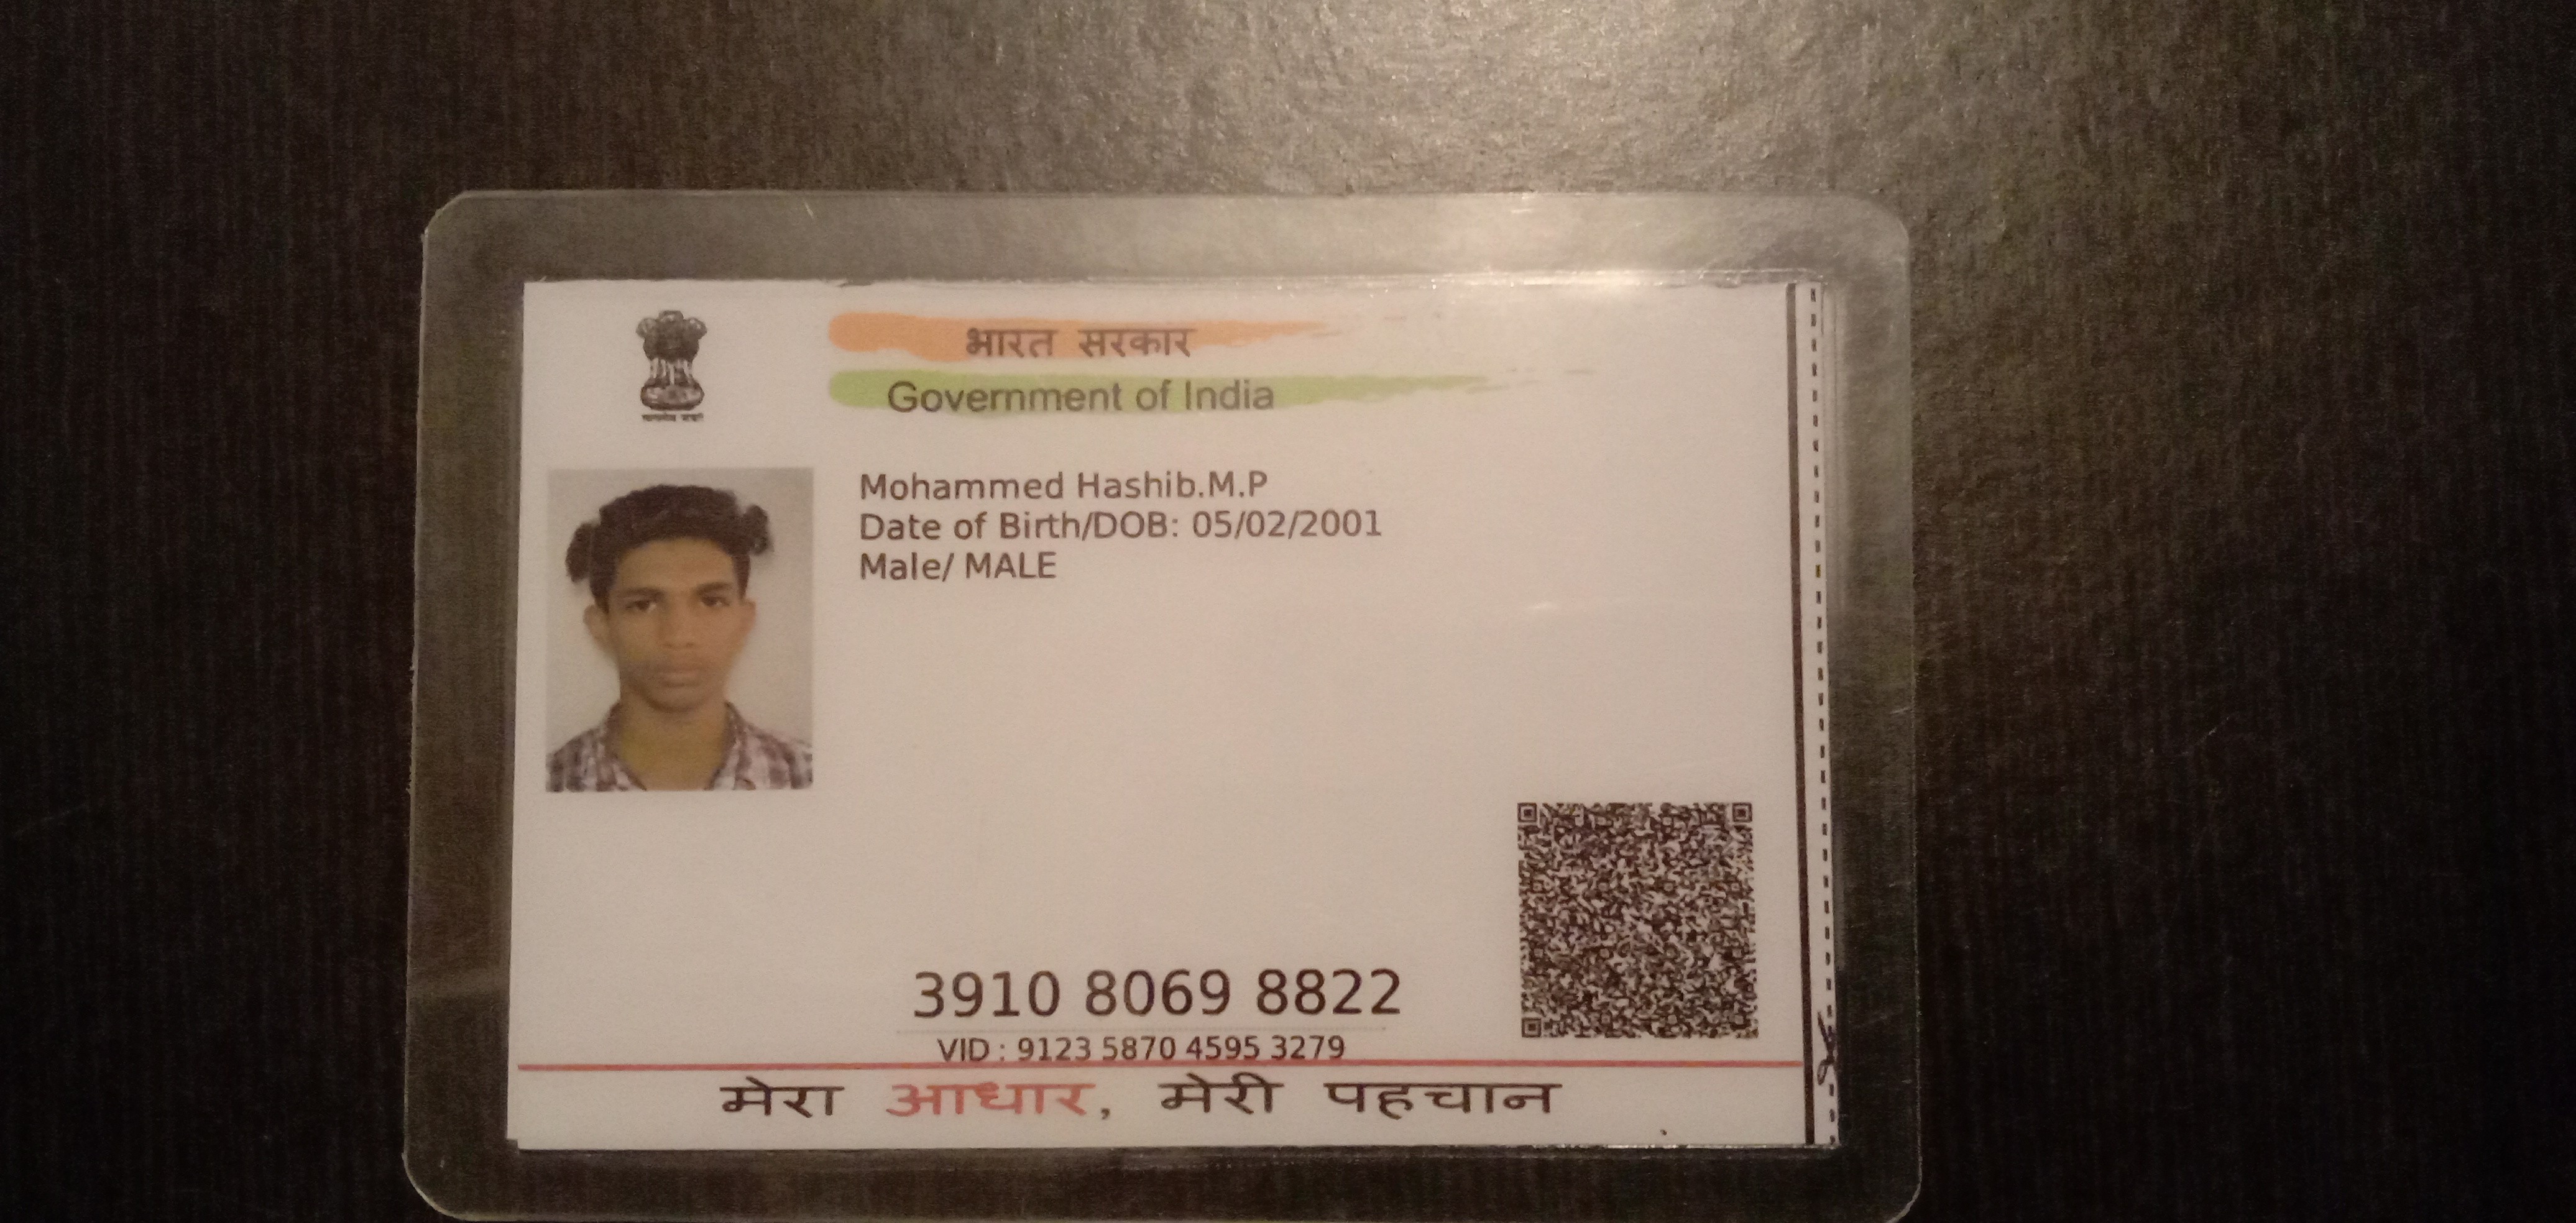 भारत सरकार
Government of India
Mohammed Hashib.M.P
Date of Birth/DOB: 05/02/2001
Male/ MALE
3910 8069 8822
VID : 9123 5870 4595 3279
मेरा आधार, मेरी पहचान